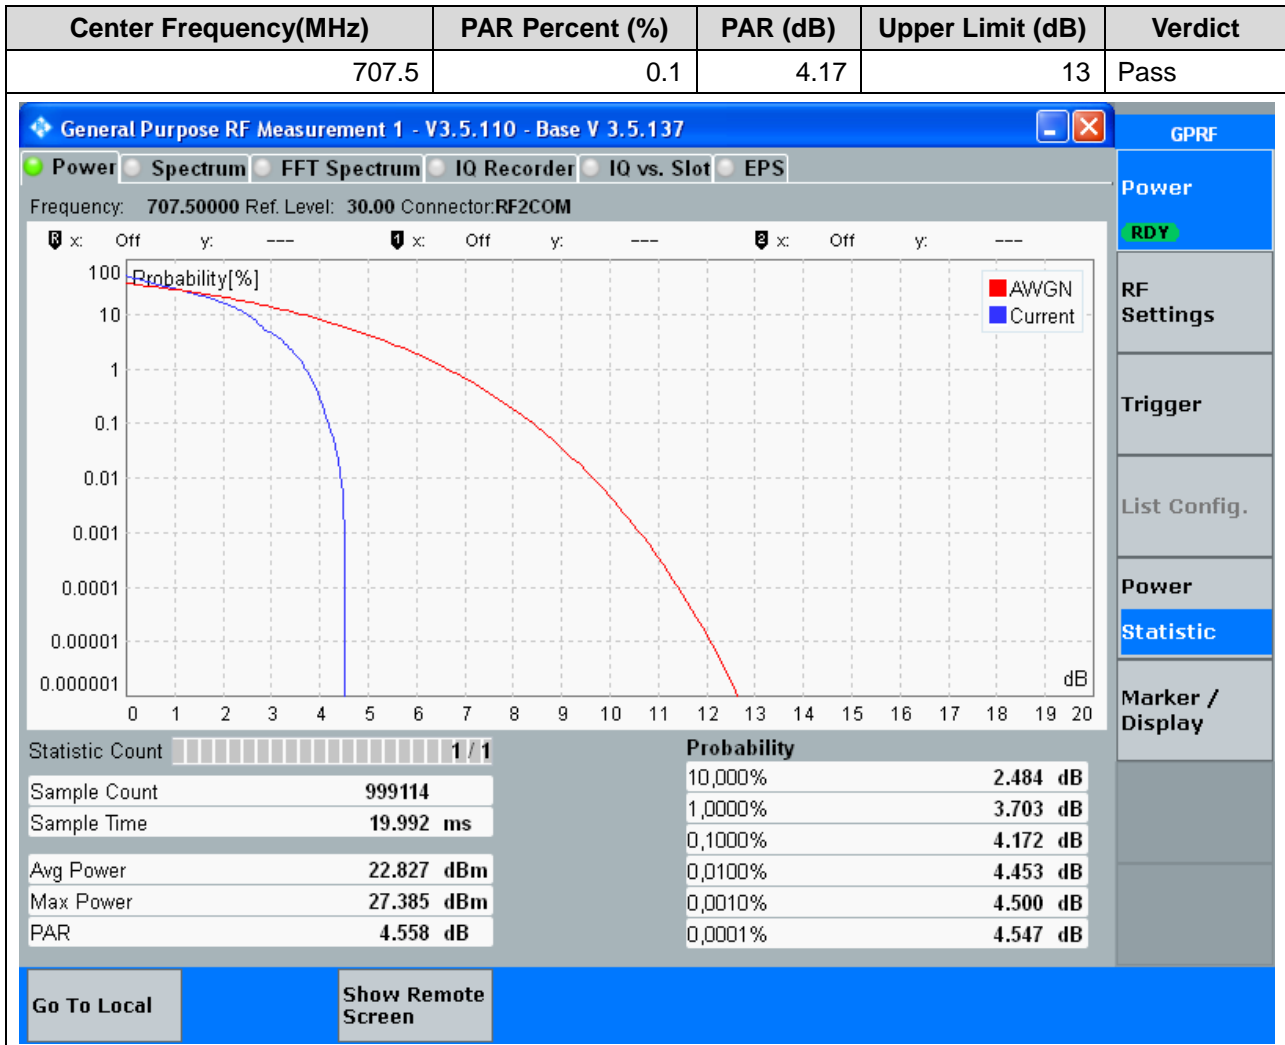 Center Frequency(MHz) PAR Percent (%) PAR (dB) Upper Limit (dB) Verdict
707.5 0.1 4.17 13 Pass
General Purpose RF Measurement 1 - V3.5.110 - Base V 3.5.137
GPRF
Power Spectrum FFT Spectrum IQ Recorder IQ vs. Slot EPS
Power
RDY
Frequency: 707.50000 Ref. Level: 30.00 Connector:RF2COM
R x: Off y: --- 1 x: Off y: --- 2 x: Off y: ---
Probability[%]
AWGN
Current
100
10
1
0.1
0.01
0.001
0.0001
0.00001
0.000001
dB
0 1 2 3 4 5 6 7 8 9 10 11 12 13 14 15 16 17 18 19 20
RF
Settings
Trigger
List Config.
Power
Statistic
Marker /
Display
Statistic Count 1 / 1
Sample Count 999114
Sample Time 19.992 ms
Avg Power 22.827 dBm
Max Power 27.385 dBm
PAR 4.558 dB
Probability
10,000% 2.484 dB
1,0000% 3.703 dB
0,1000% 4.172 dB
0,0100% 4.453 dB
0,0010% 4.500 dB
0,0001% 4.547 dB
Go To Local
Show Remote
Screen